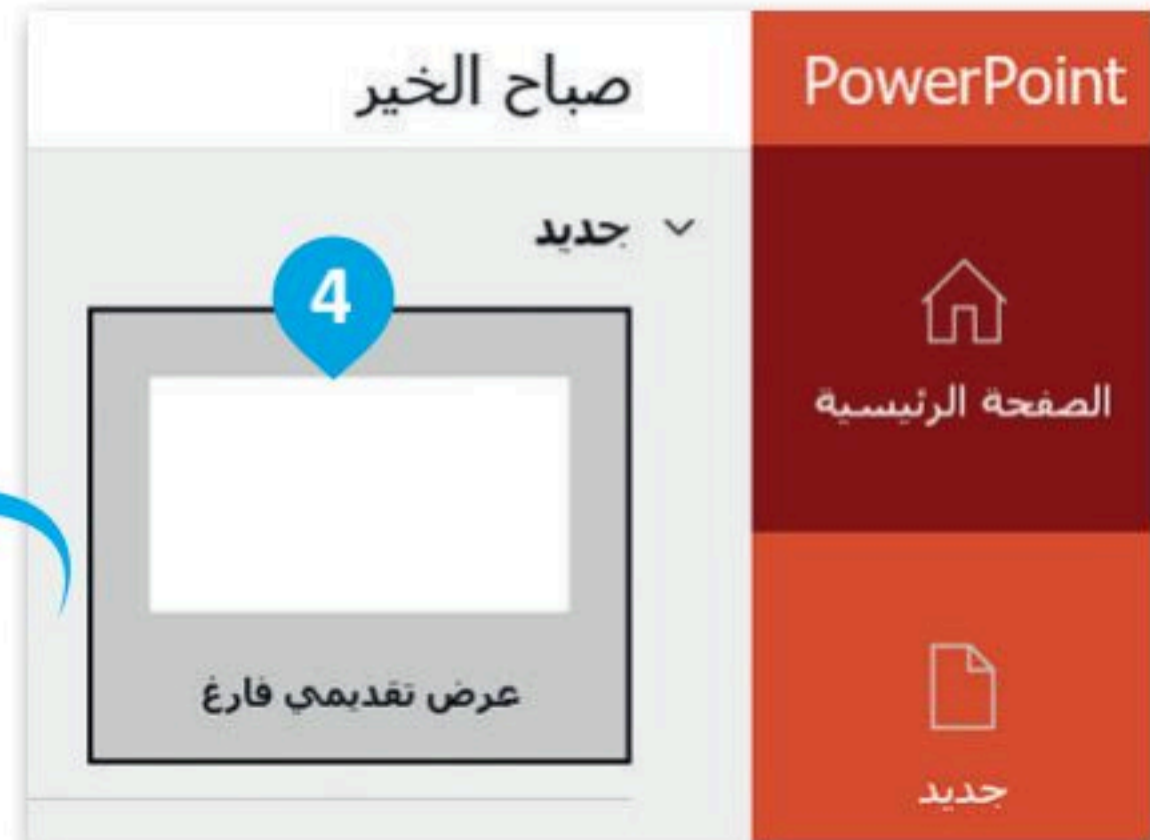 PowerPoint
صباح الخير
الصفحة الرئيسية
جديد
جديد
4
عرض تقديمي فارغ